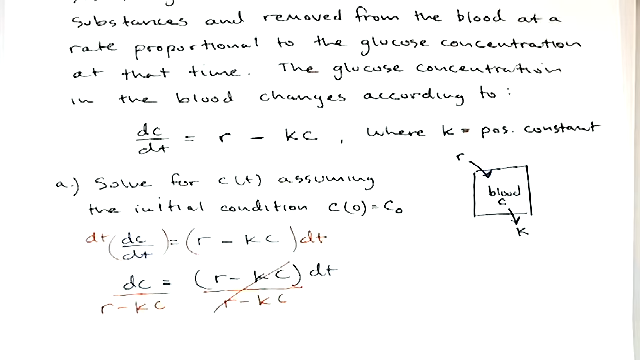 substances and removed from the blood at a
rate proportional to the glucose concentration
at that time. The glucose concentration
in the blood changes according to:
dc/dt = r - kc, where k = pos. constant
a.) Solve for c(t) assuming
the initial condition c(0) = C₀
r
blood
c
k
dt(dc/dt) = (r - kc)dt
dc/(r - kc) = (r - kc)/(r - kc) dt